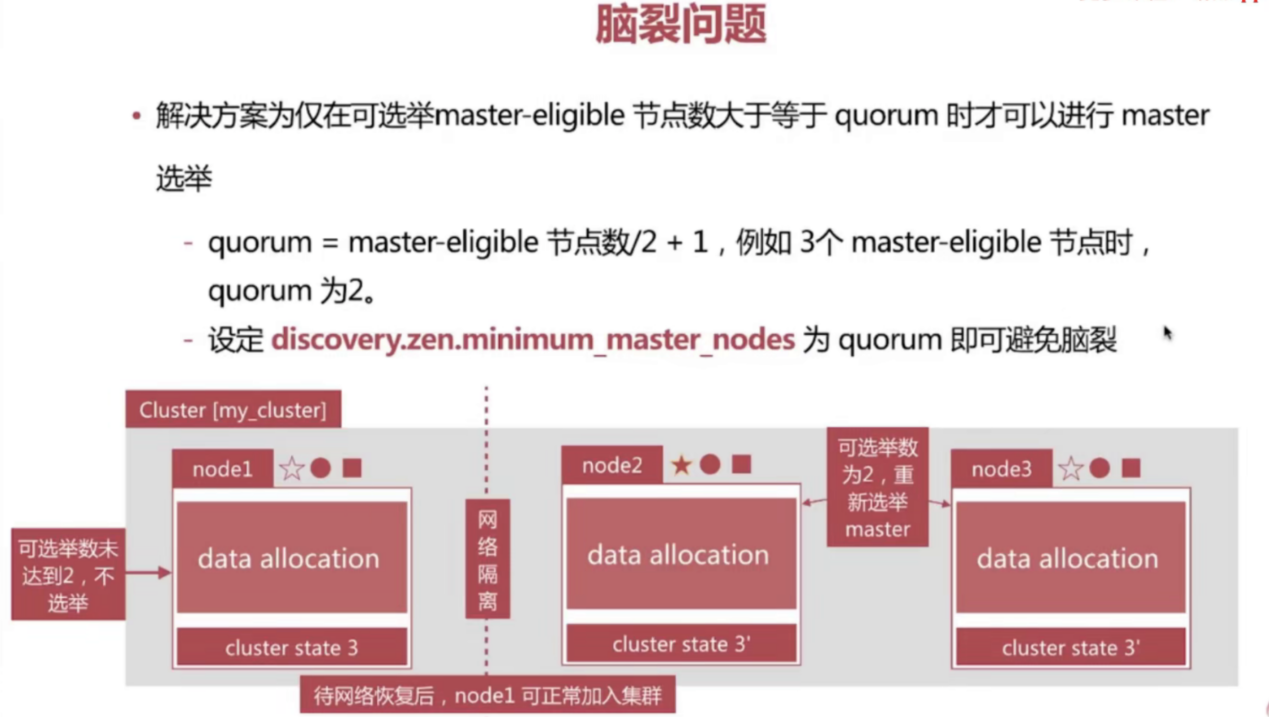 脑裂问题
• 解决方案为仅在可选举master-eligible 节点数大于等于 quorum 时才可以进行 master
选举
- quorum = master-eligible 节点数/2 + 1，例如 3个 master-eligible 节点时，
quorum 为2。
- 设定 discovery.zen.minimum_master_nodes 为 quorum 即可避免脑裂
Cluster [my_cluster]
node1
data allocation
cluster state 3
可选举数未
达到2，不
选举
网
络
隔
离
node2
data allocation
cluster state 3'
可选举数
为2，重
新选举
master
node3
data allocation
cluster state 3'
待网络恢复后，node1 可正常加入集群